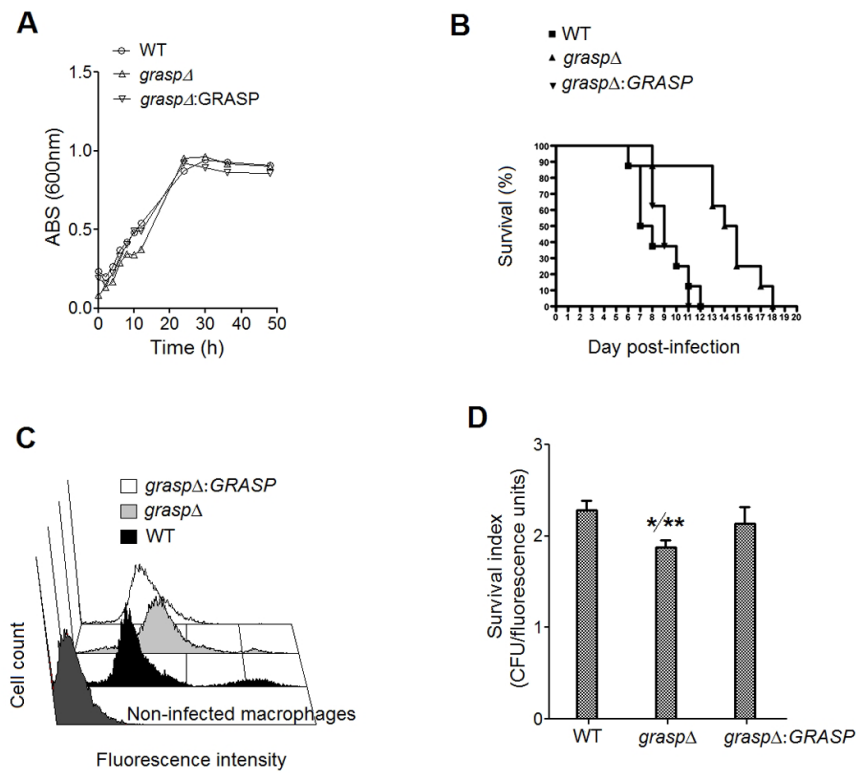 A
WT
graspΔ
graspΔ:GRASP
1.5
1.0
0.5
0.0
ABS (600nm)
0 10 20 30 40 50
Time (h)
B
WT
graspΔ
graspΔ:GRASP
100
90
80
70
60
50
40
30
20
10
0
Survival (%)
0 1 2 3 4 5 6 7 8 9 10 11 12 13 14 15 16 17 18 19 20
Day post-infection
C
graspΔ:GRASP
graspΔ
WT
Cell count
Non-infected macrophages
Fluorescence intensity
D
3
2
1
0
Survival index
(CFU/fluorescence units)
*/**
WT graspΔ graspΔ:GRASP